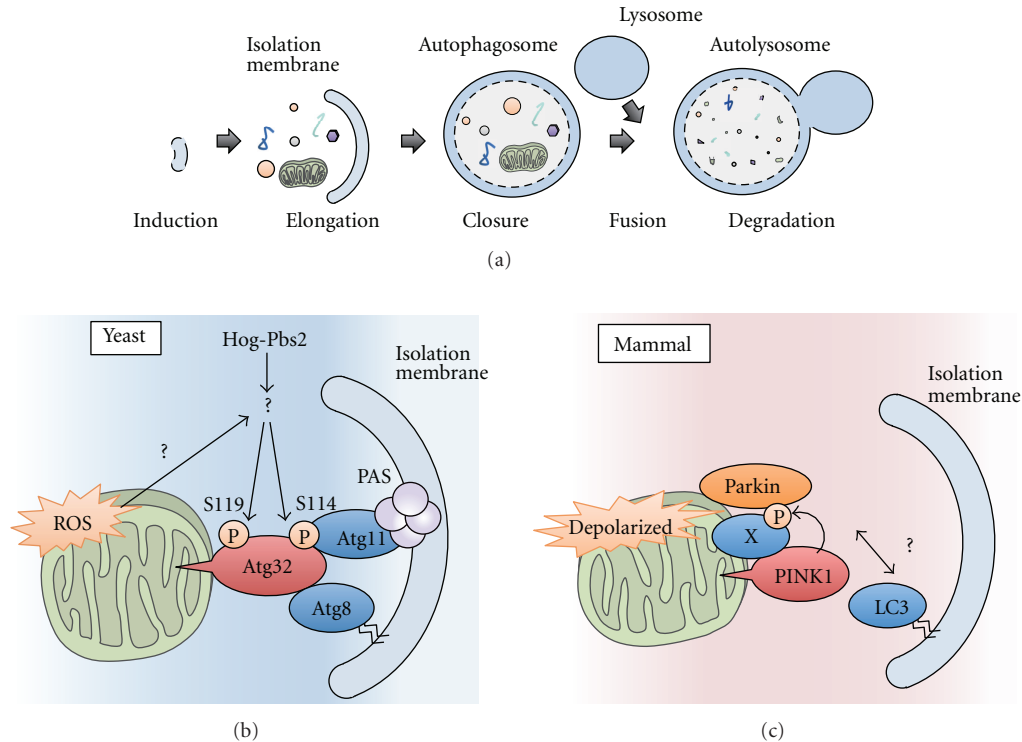 Lysosome
Isolation
membrane
Autophagosome
Autolysosome
Induction
Elongation
Closure
Fusion
Degradation
(a)
Yeast
Hog-Pbs2
Isolation
membrane
?
?
PAS
S119
S114
ROS
P
P
Atg11
Atg32
Atg8
(b)
Mammal
Isolation
membrane
Parkin
Depolarized
P
X
?
PINK1
LC3
(c)